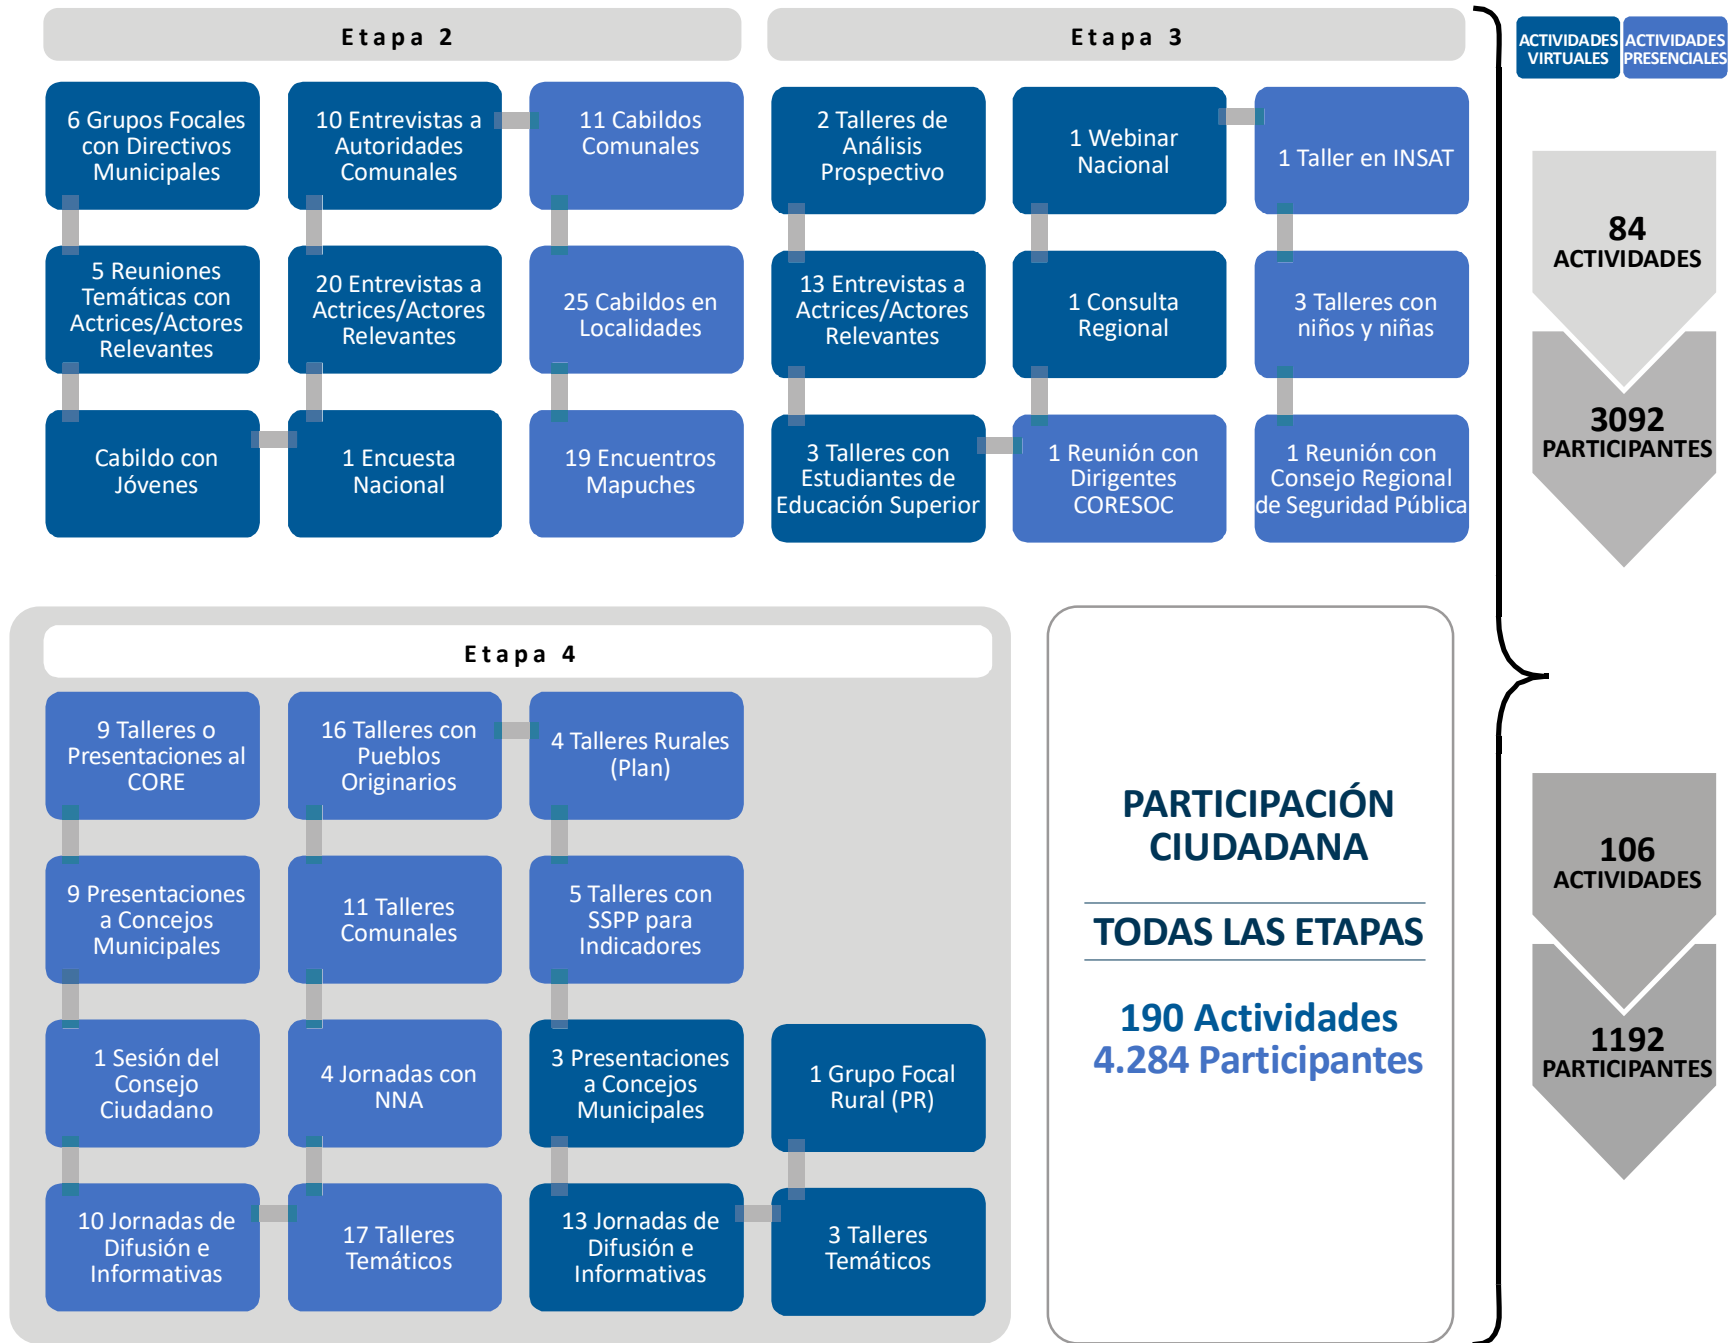 Etapa 2
6 Grupos Focales
con Directivos
Municipales
10 Entrevistas a
Autoridades
Comunales
11 Cabildos
Comunales
5 Reuniones
Temáticas con
Actrices/Actores
Relevantes
20 Entrevistas a
Actrices/Actores
Relevantes
25 Cabildos en
Localidades
Cabildo con
Jóvenes
1 Encuesta
Nacional
19 Encuentros
Mapuches
Etapa 3
2 Talleres de
Análisis
Prospectivo
1 Webinar
Nacional
1 Taller en INSAT
13 Entrevistas a
Actrices/Actores
Relevantes
1 Consulta
Regional
3 Talleres con
niños y niñas
3 Talleres con
Estudiantes de
Educación Superior
1 Reunión con
Dirigentes
CORESOC
1 Reunión con
Consejo Regional
de Seguridad Pública
ACTIVIDADES
VIRTUALES
ACTIVIDADES
PRESENCIALES
84
ACTIVIDADES
3092
PARTICIPANTES
Etapa 4
9 Talleres o
Presentaciones al
CORE
16 Talleres con
Pueblos
Originarios
4 Talleres Rurales
(Plan)
9 Presentaciones
a Concejos
Municipales
11 Talleres
Comunales
5 Talleres con
SSPP para
Indicadores
1 Sesión del
Consejo
Ciudadano
4 Jornadas con
NNA
3 Presentaciones
a Concejos
Municipales
1 Grupo Focal
Rural (PR)
10 Jornadas de
Difusión e
Informativas
17 Talleres
Temáticos
13 Jornadas de
Difusión e
Informativas
3 Talleres
Temáticos
PARTICIPACIÓN
CIUDADANA
TODAS LAS ETAPAS
190 Actividades
4.284 Participantes
106
ACTIVIDADES
1192
PARTICIPANTES